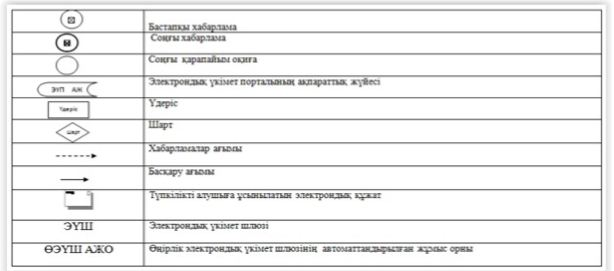 Бастапқы хабарлама
Соңғы хабарлама
Соңғы қарапайым оқиға
ЭҮП АЖ Электрондық үкімет порталының ақпараттық жүйесі
Үдеріс Үдеріс
Шарт Шарт
Хабарламалар ағымы
Басқару ағымы
Түпкілікті алушыға ұсынылатын электрондық құжат
ЭҮШ Электрондық үкімет шлюзі
ӨЭҮШ АЖО Өңірлік электрондық үкімет шлюзінің автоматтандырылған жұмыс орны